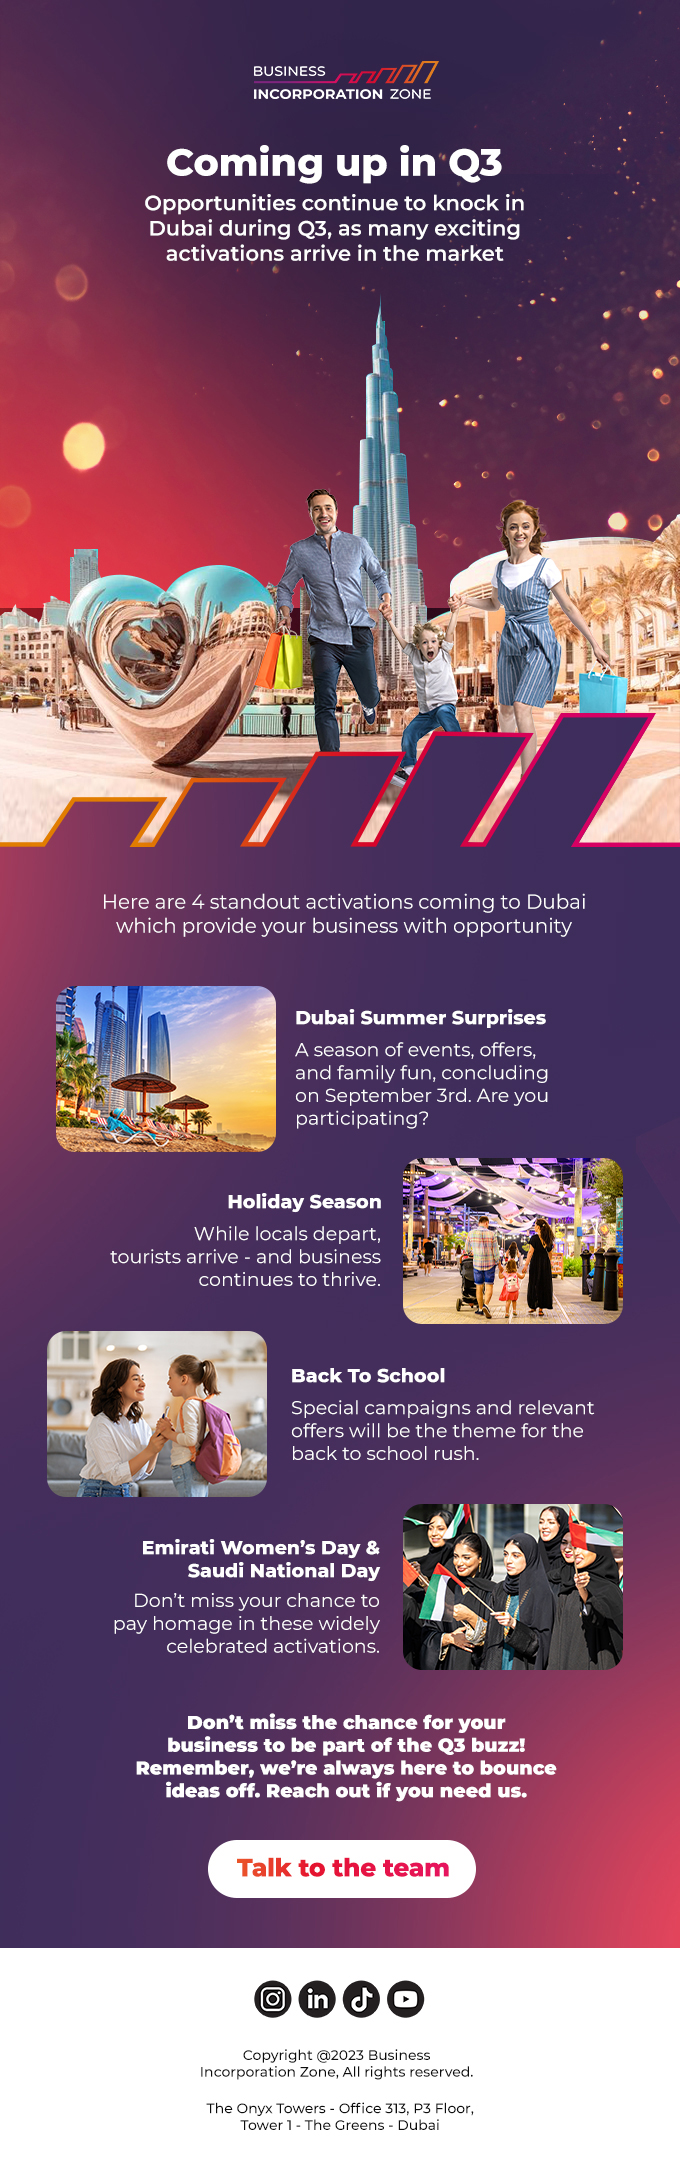 BUSINESS
INCORPORATION ZONE
Coming up in Q3
Opportunities continue to knock in
Dubai during Q3, as many exciting
activations arrive in the market
Here are 4 standout activations coming to Dubai
which provide your business with opportunity
Dubai Summer Surprises
A season of events, offers,
and family fun, concluding
on September 3rd. Are you
participating?
Holiday Season
While locals depart,
tourists arrive - and business
continues to thrive.
Back To School
Special campaigns and relevant
offers will be the theme for the
back to school rush.
Emirati Women’s Day &
Saudi National Day
Don’t miss your chance to
pay homage in these widely
celebrated activations.
Don’t miss the chance for your
business to be part of the Q3 buzz!
Remember, we’re always here to bounce
ideas off. Reach out if you need us.
Talk to the team
in
Copyright @2023 Business
Incorporation Zone, All rights reserved.
The Onyx Towers - Office 313, P3 Floor,
Tower 1 - The Greens - Dubai